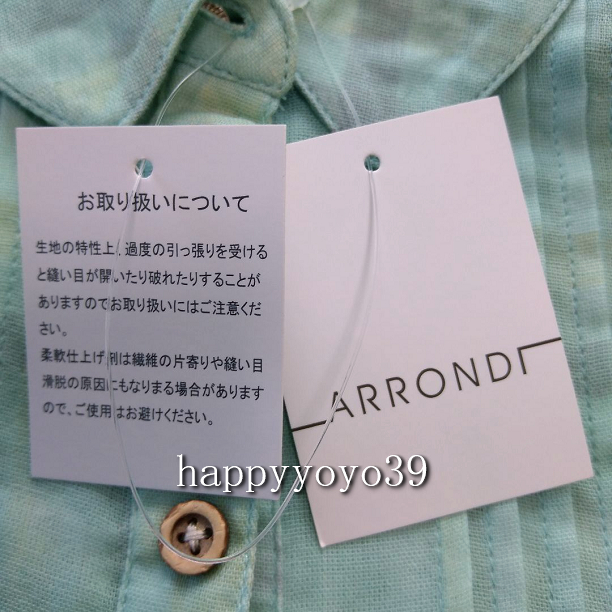 お取り扱いについて
生地の特性上、過度の引っ張りを受ける
と縫い目が開いたり破れたりすることが
ありますのでお取り扱いにはご注意くだ
さい。
柔軟仕上げ剤は繊維の片寄りや縫い目
滑脱の原因にもなりまる場合があります
ので、ご使用はお避けください。
ARRONDI
happyyoyo39